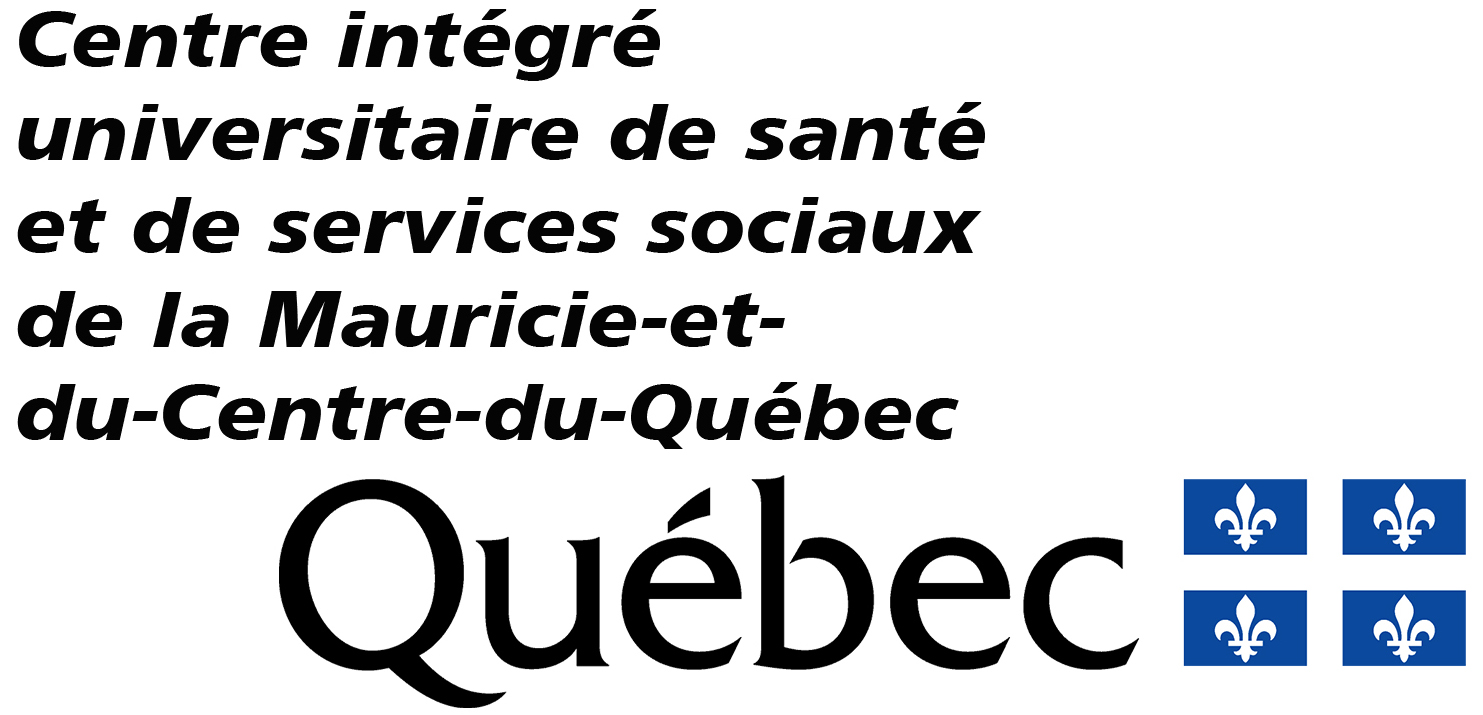 Centre intégré
universitaire de santé
et de services sociaux
de la Mauricie-et-
du-Centre-du-Québec
Québec